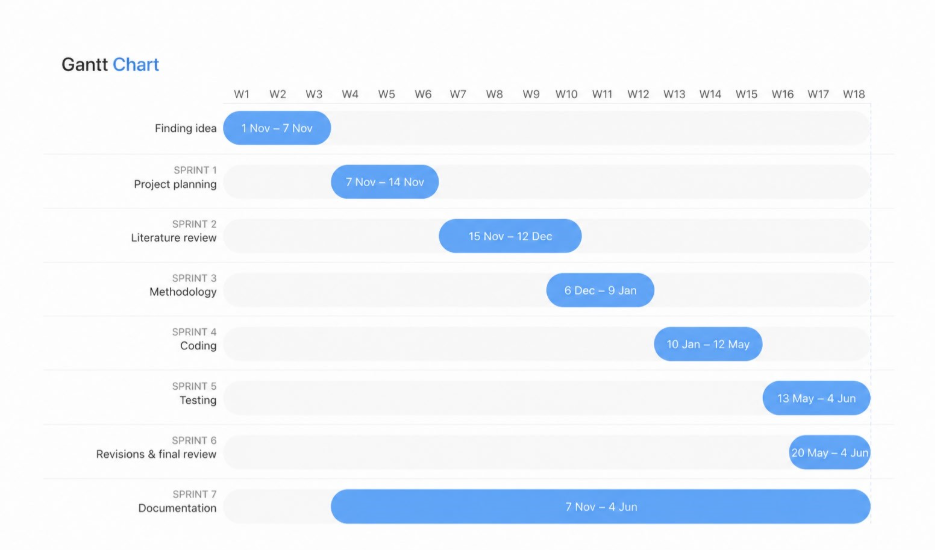 Gantt Chart
W1 W2 W3 W4 W5 W6 W7 W8 W9 W10 W11 W12 W13 W14 W15 W16 W17 W18
Finding idea
1 Nov – 7 Nov
SPRINT 1
Project planning
7 Nov – 14 Nov
SPRINT 2
Literature review
15 Nov – 12 Dec
SPRINT 3
Methodology
6 Dec – 9 Jan
SPRINT 4
Coding
10 Jan – 12 May
SPRINT 5
Testing
13 May – 4 Jun
SPRINT 6
Revisions & final review
20 May – 4 Jun
SPRINT 7
Documentation
7 Nov – 4 Jun